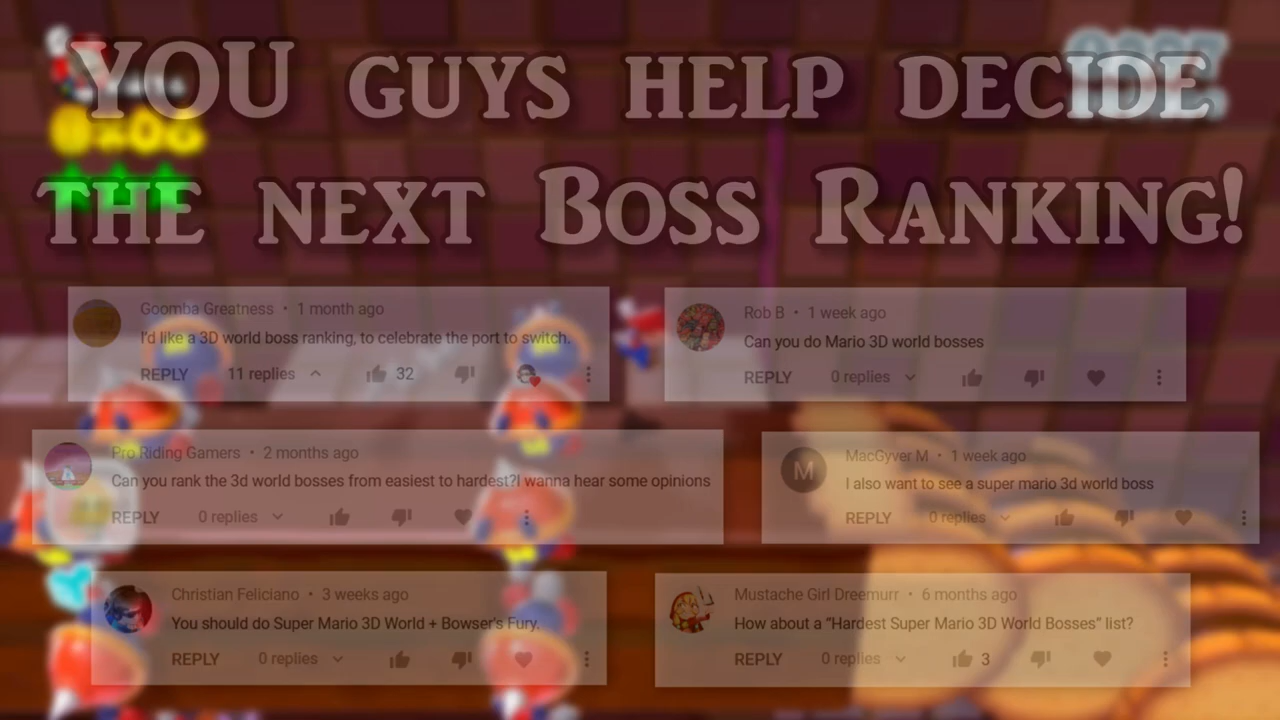 YOU GUYS HELP DECIDE
THE NEXT BOSS RANKING!
Goomba Greatness • 1 month ago
I'd like a 3D world boss ranking, to celebrate the port to switch.
REPLY 11 replies 32
Rob B • 1 week ago
Can you do Mario 3D world bosses
REPLY 0 replies
Pro Riding Gamers • 2 months ago
Can you rank the 3d world bosses from easiest to hardest?I wanna hear some opinions
REPLY 0 replies
M
MacGyver M • 1 week ago
I also want to see a super mario 3d world boss
REPLY 0 replies
Christian Feliciano • 3 weeks ago
You should do Super Mario 3D World + Bowser's Fury.
REPLY 0 replies
Mustache Girl Dreemurr • 6 months ago
How about a “Hardest Super Mario 3D World Bosses” list?
REPLY 0 replies 3